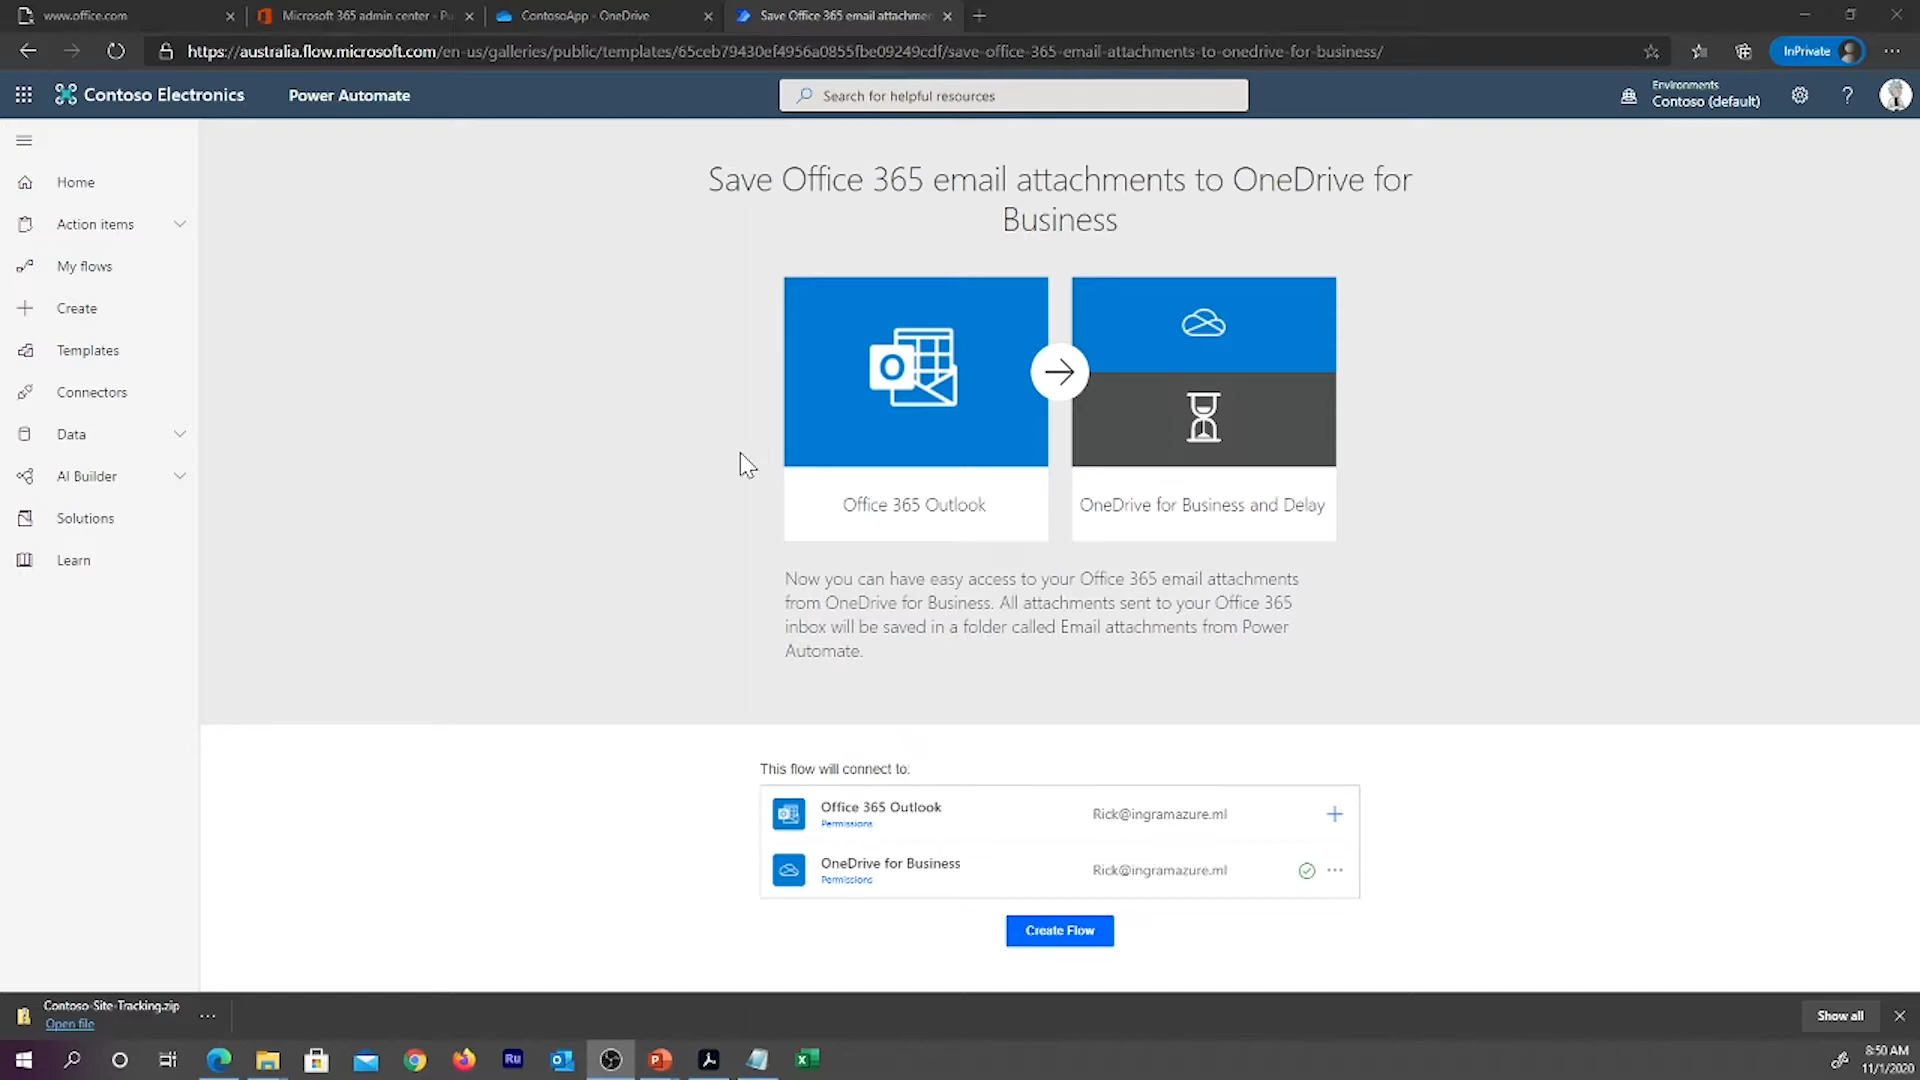 www.office.com
Microsoft 365 admin center - Pu
ContosoApp - OneDrive
Save Office 365 email attachmen
https://australia.flow.microsoft.com/en-us/galleries/public/templates/65ceb79430ef4956a0855fbe09249cdf/save-office-365-email-attachments-to-onedrive-for-business/
InPrivate
Contoso Electronics
Power Automate
Search for helpful resources
Environments
Contoso (default)
?
Home
Action items
My flows
Create
Templates
Connectors
Data
AI Builder
Solutions
Learn
Save Office 365 email attachments to OneDrive for
Business
Office 365 Outlook
OneDrive for Business and Delay
Now you can have easy access to your Office 365 email attachments
from OneDrive for Business. All attachments sent to your Office 365
inbox will be saved in a folder called Email attachments from Power
Automate.
This flow will connect to:
Office 365 Outlook
Permissions
Rick@ingramazure.ml
OneDrive for Business
Permissions
Rick@ingramazure.ml
Create Flow
Contoso-Site-Tracking.zip
Open file
Show all
Ru
8:50 AM
11/1/2020